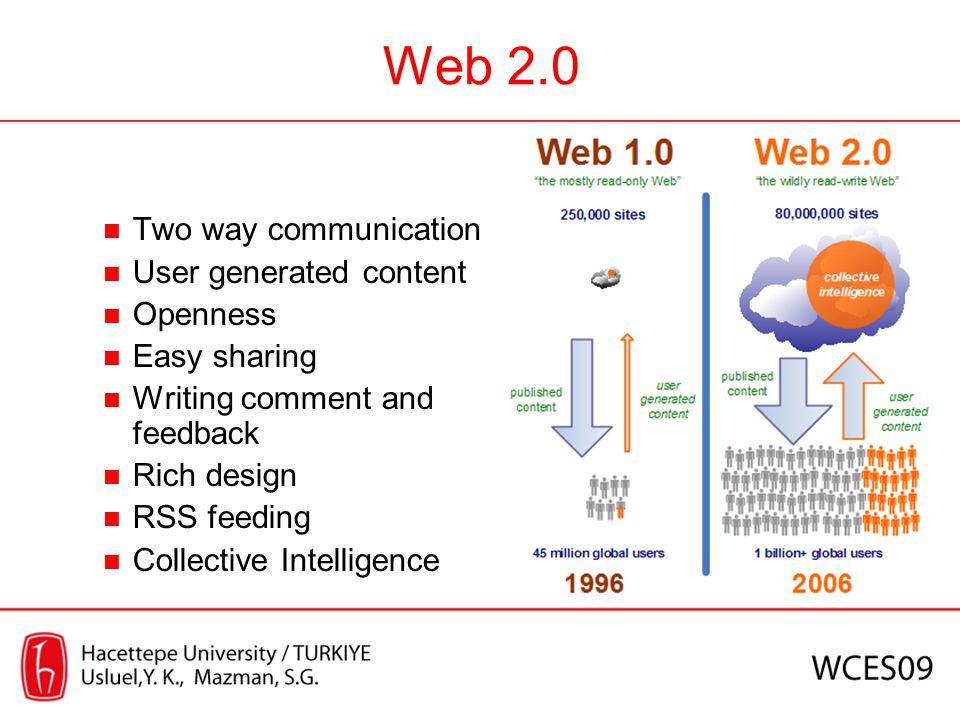 Web 2.0
Two way communication
User generated content
Openness
Easy sharing
Writing comment and
feedback
Rich design
RSS feeding
Collective Intelligence
Web 1.0
"the mostly read-only Web"
250,000 sites
published
content
user
generated
content
45 million global users
1996
Web 2.0
"the wildly read-write Web"
80,000,000 sites
collective
intelligence
published
content
user
generated
content
1 billion+ global users
2006
Hacettepe University / TURKIYE
Usluel,Y. K., Mazman, S.G.
WCES09